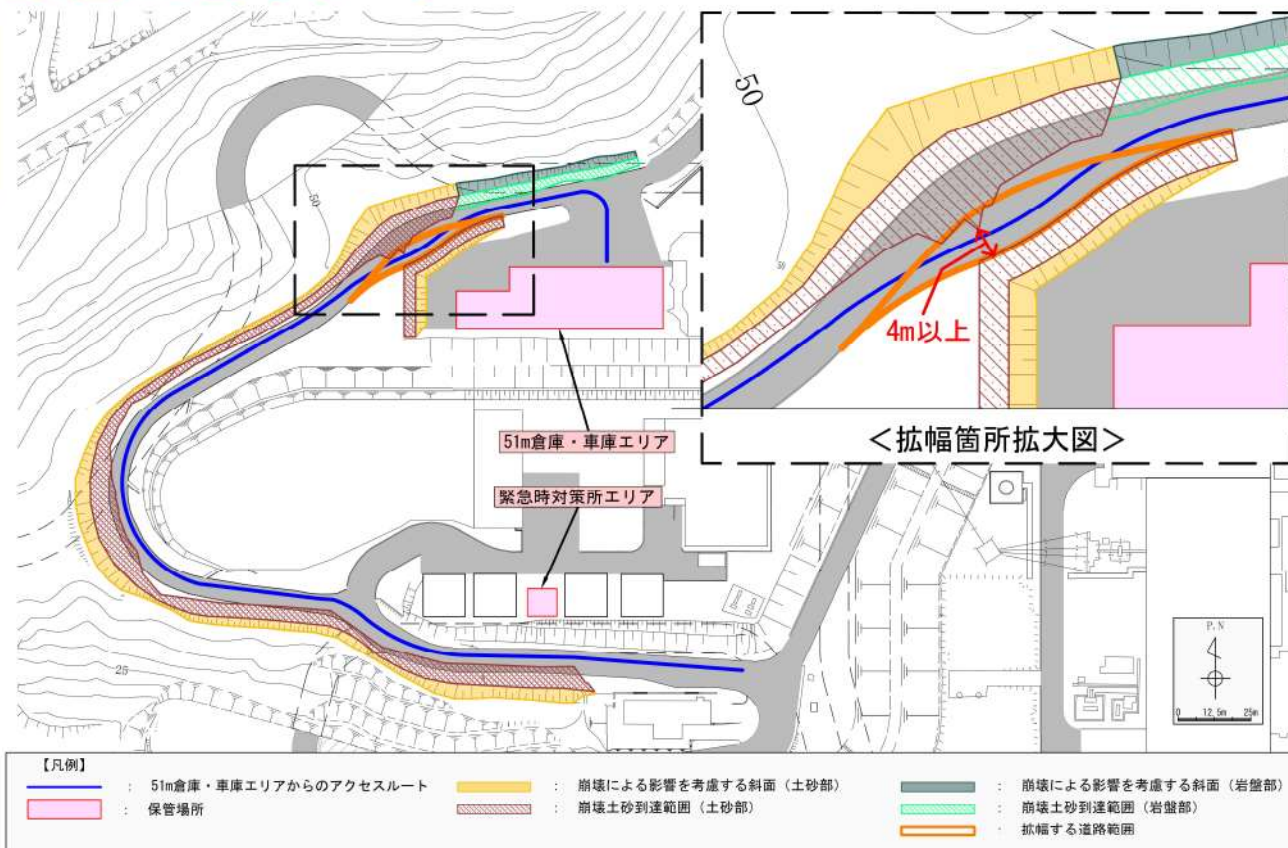 50
4m以上
<拡幅箇所拡大図>
50
50
51m倉庫・車庫エリア
緊急時対策所エリア
25
P.N
0 12.5m 25m
【凡例】
: 51m倉庫・車庫エリアからのアクセスルート
: 保管場所
: 崩壊による影響を考慮する斜面（土砂部）
: 崩壊土砂到達範囲（土砂部）
: 崩壊による影響を考慮する斜面（岩盤部）
: 崩壊土砂到達範囲（岩盤部）
: 拡幅する道路範囲